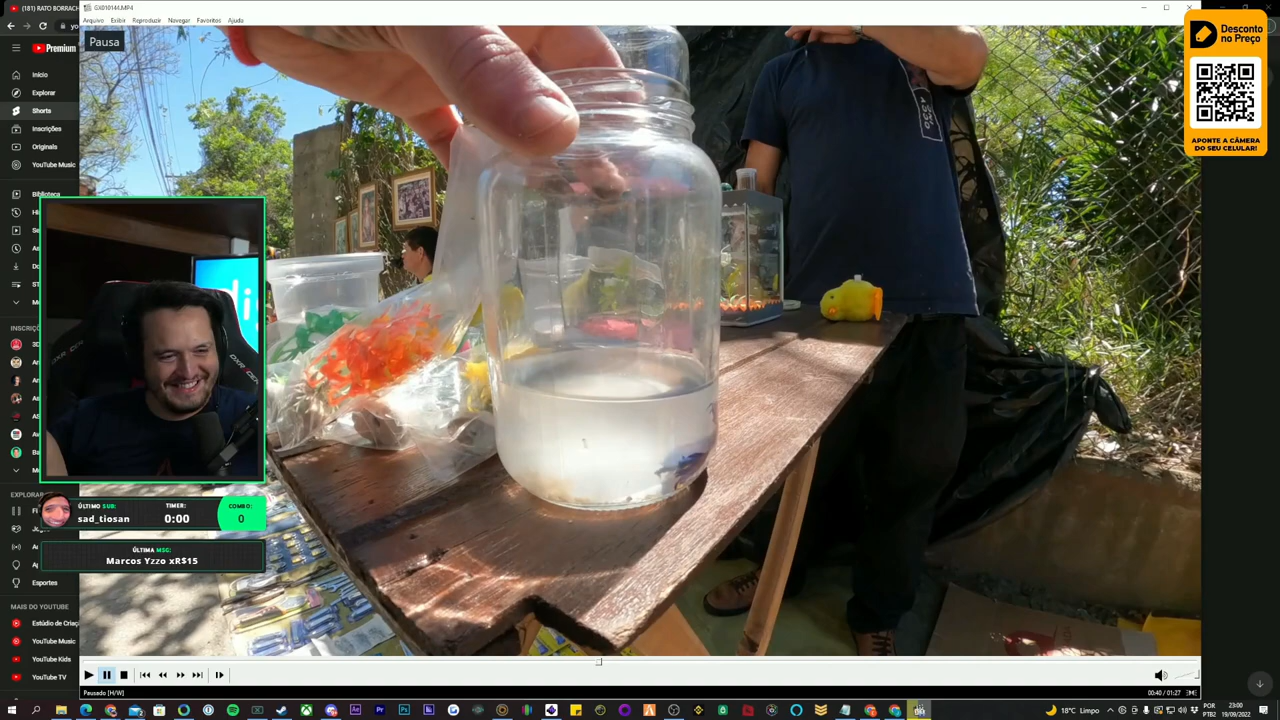 (181) RATO BORRACH
GX010144.MP4
Arquivo Exibir Reproduzir Navegar Favoritos Ajuda
Pausa
Premium
Início
Explorar
Shorts
Inscrições
Originals
YouTube Music
Biblioteca
INSCRIÇÕ
EXPLORAR
Esportes
MAIS DO YOUTUBE
Estúdio de Criaç
YouTube Music
YouTube Kids
YouTube TV
Desconto
no Preço
APONTE A CÂMERA
DO SEU CELULAR!
ÚLTIMO SUB:
sad_tiosan
TIMER:
0:00
COMBO:
0
ÚLTIMA MSG:
Marcos Yzzo xR$15
Pausado [H/W]
00:40 / 01:27
18°C Limpo
POR
PTB2
23:00
19/09/2022